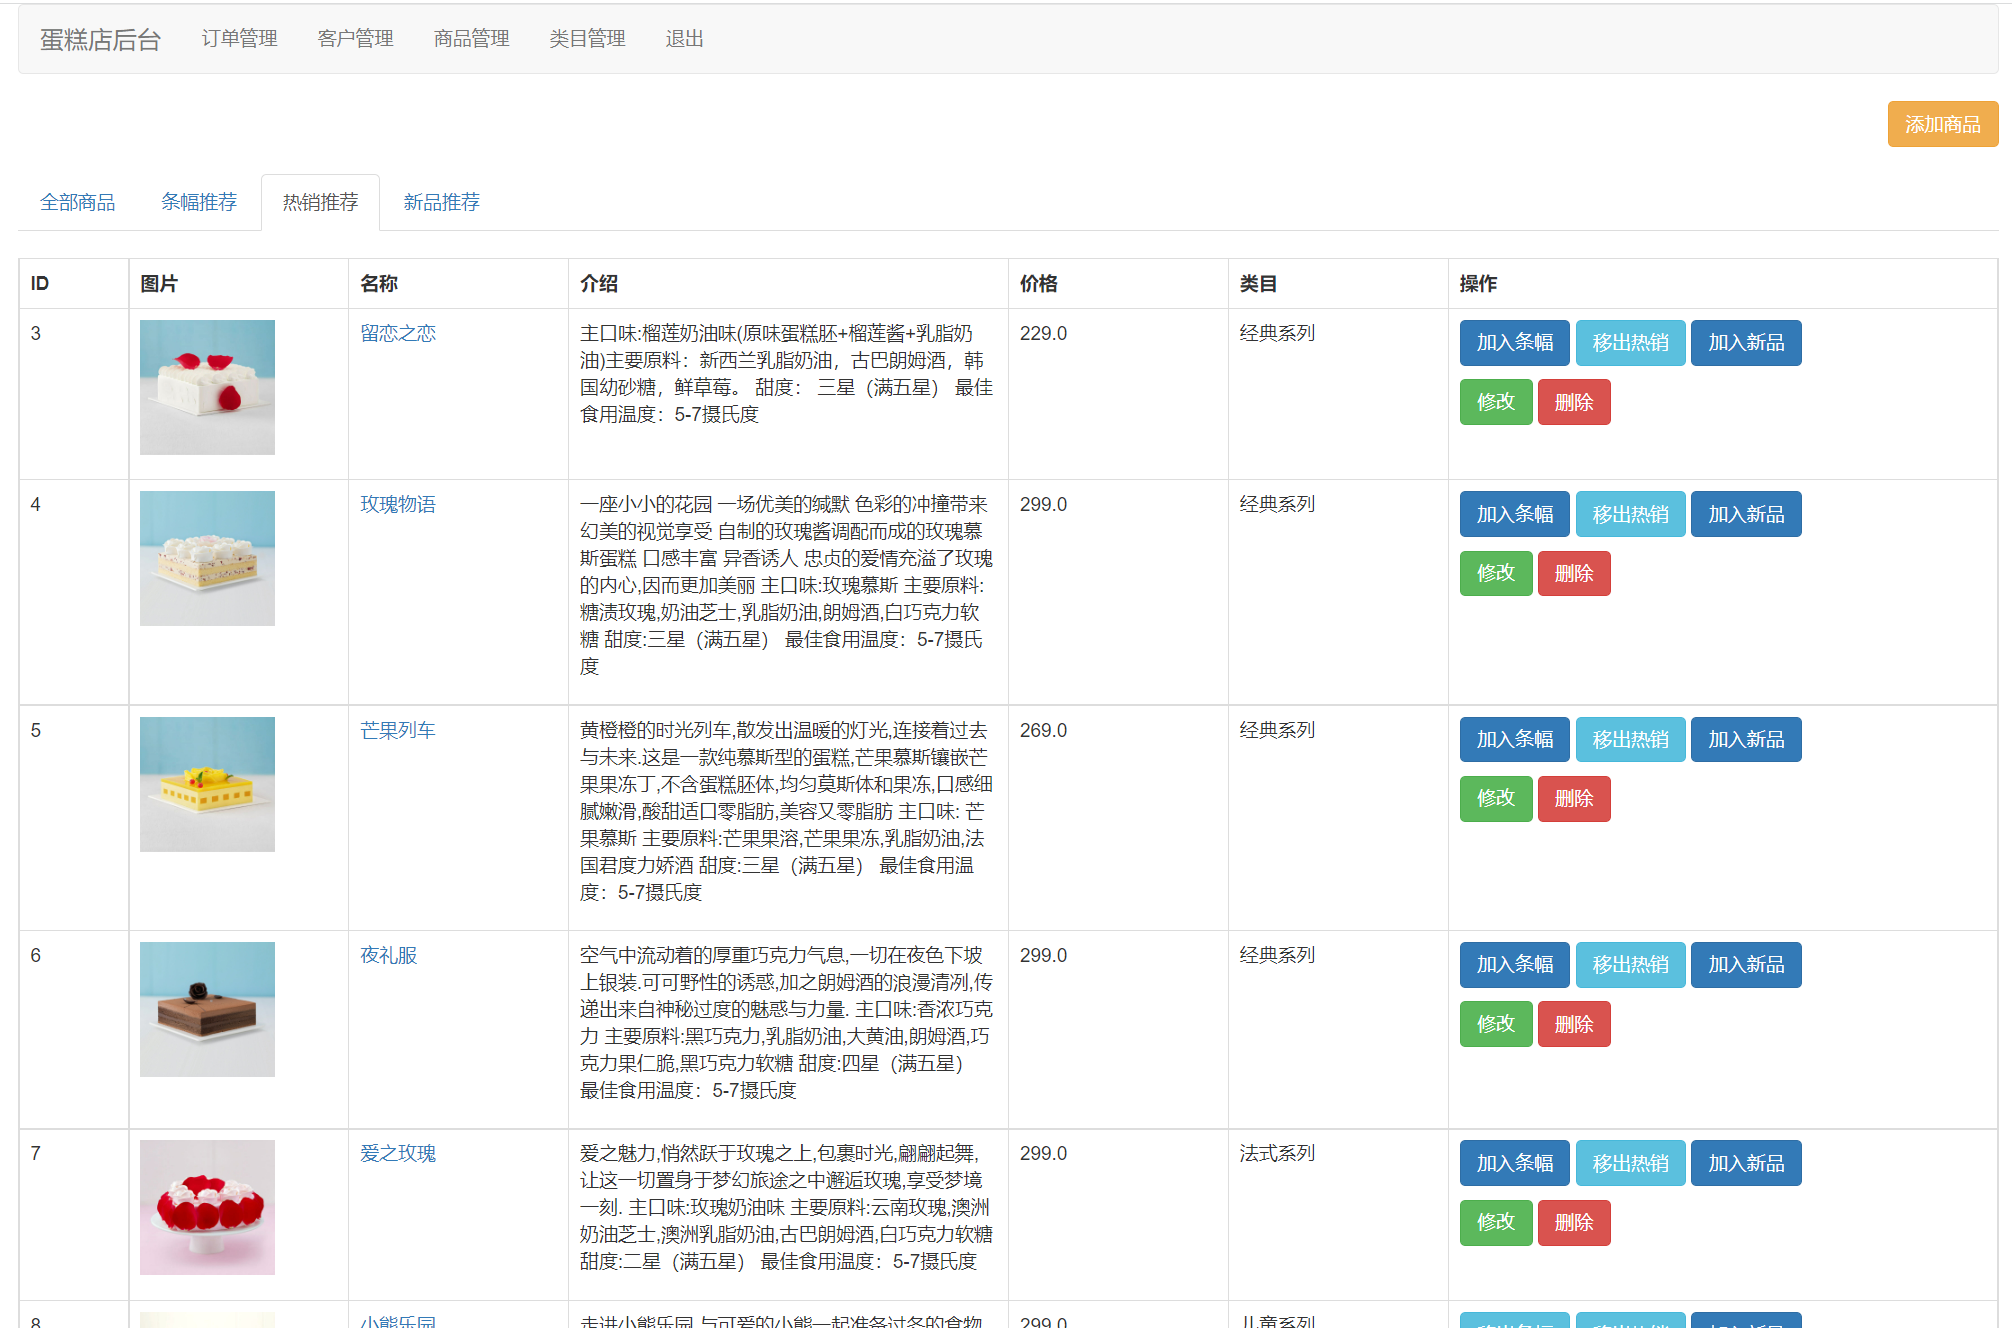 蛋糕店后台 订单管理 客户管理 商品管理 类目管理 退出
添加商品
全部商品 条幅推荐 热销推荐 新品推荐
ID 图片 名称 介绍 价格 类目 操作
3 留恋之恋 主口味:榴莲奶油味(原味蛋糕胚+榴莲酱+乳脂奶 229.0 经典系列 加入条幅 移出热销 加入新品
油)主要原料：新西兰乳脂奶油，古巴朗姆酒，韩
国幼砂糖，鲜草莓。 甜度： 三星（满五星） 最佳
食用温度：5-7摄氏度
修改 删除
4 玫瑰物语 一座小小的花园 一场优美的缄默 色彩的冲撞带来 299.0 经典系列 加入条幅 移出热销 加入新品
幻美的视觉享受 自制的玫瑰酱调配而成的玫瑰慕
斯蛋糕 口感丰富 异香诱人 忠贞的爱情充溢了玫瑰
的内心,因而更加美丽 主口味:玫瑰慕斯 主要原料:
糖渍玫瑰,奶油芝士,乳脂奶油,朗姆酒,白巧克力软
糖 甜度:三星（满五星） 最佳食用温度：5-7摄氏
度
修改 删除
5 芒果列车 黄橙橙的时光列车,散发出温暖的灯光,连接着过去 269.0 经典系列 加入条幅 移出热销 加入新品
与未来.这是一款纯慕斯型的蛋糕,芒果慕斯镶嵌芒
果果冻丁,不含蛋糕胚体,均匀莫斯体和果冻,口感细
腻嫩滑,酸甜适口零脂肪,美容又零脂肪 主口味: 芒
果慕斯 主要原料:芒果果溶,芒果果冻,乳脂奶油,法
国君度力娇酒 甜度:三星（满五星） 最佳食用温
度：5-7摄氏度
修改 删除
6 夜礼服 空气中流动着的厚重巧克力气息,一切在夜色下坡 299.0 经典系列 加入条幅 移出热销 加入新品
上银装.可可野性的诱惑,加之朗姆酒的浪漫清冽,传
递出来自神秘过度的魅惑与力量. 主口味:香浓巧克
力 主要原料:黑巧克力,乳脂奶油,大黄油,朗姆酒,巧
克力果仁脆,黑巧克力软糖 甜度:四星（满五星）
最佳食用温度：5-7摄氏度
修改 删除
7 爱之玫瑰 爱之魅力,悄然跃于玫瑰之上,包裹时光,翩翩起舞, 299.0 法式系列 加入条幅 移出热销 加入新品
让这一切置身于梦幻旅途之中邂逅玫瑰,享受梦境
一刻. 主口味:玫瑰奶油味 主要原料:云南玫瑰,澳洲
奶油芝士,澳洲乳脂奶油,古巴朗姆酒,白巧克力软糖
甜度:二星（满五星） 最佳食用温度：5-7摄氏度
修改 删除
8 小熊乐园 走进小熊乐园,与可爱的小熊一起准备过冬的食物 299.0 儿童系列 移出条幅 移出热销 加入新品